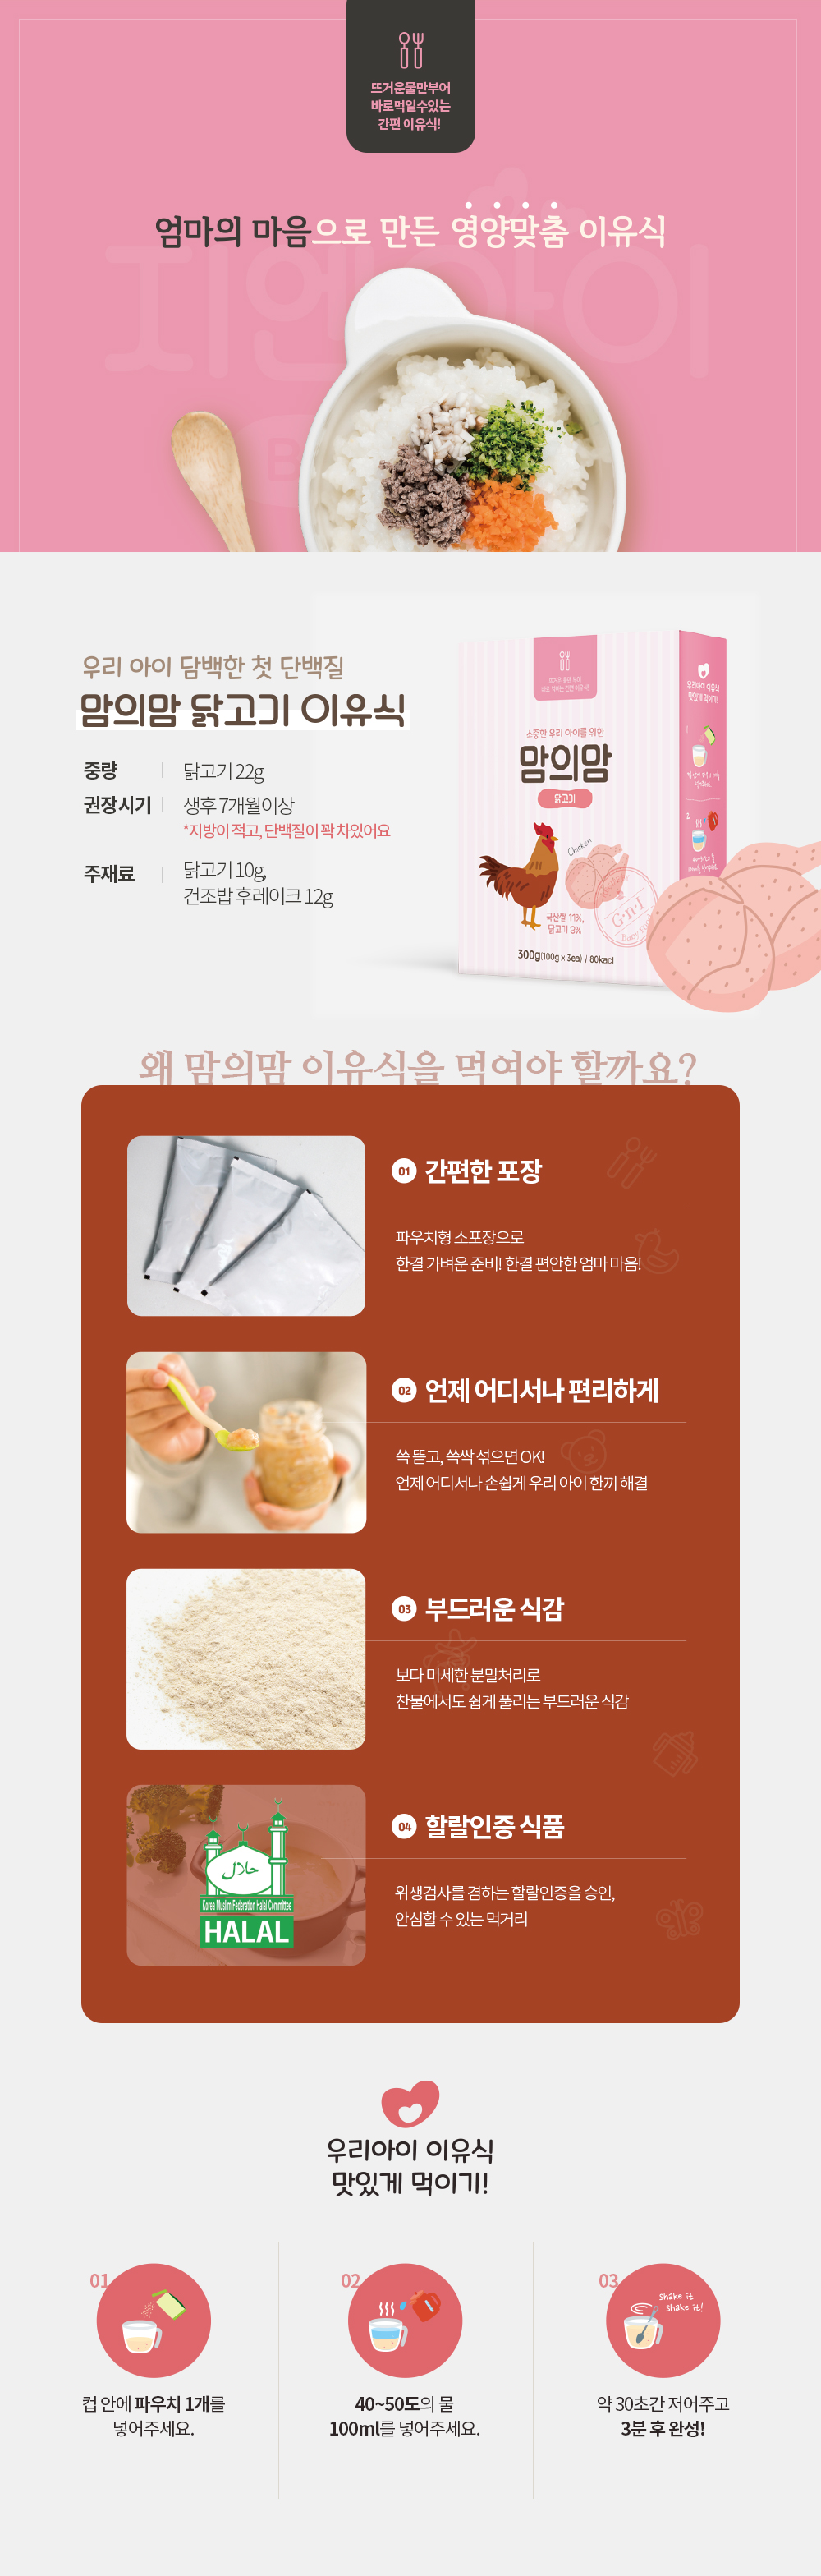 뜨거운물만부어
바로먹일수있는
간편 이유식!
엄마의 마음으로 만든 영양맞춤 이유식
지엔아이
우리 아이 담백한 첫 단백질
맘의맘 닭고기 이유식
중량 닭고기 22g
권장시기 생후 7개월이상
*지방이 적고, 단백질이 꽉 차있어요
주재료 닭고기 10g,
건조밥 후레이크 12g
소중한 우리 아이를 위한
맘의맘
닭고기
Chicken
국산쌀 11%,
닭고기 3%
G·n·I
300g(100g x 3ea) / 80kacl
우리아이 이유식
맛있게 먹이기!
왜 맘의맘 이유식을 먹여야 할까요?
01 간편한 포장
파우치형 소포장으로
한결 가벼운 준비! 한결 편안한 엄마 마음!
02 언제 어디서나 편리하게
쓱 뜯고, 쓱싹 섞으면 OK!
언제 어디서나 손쉽게 우리 아이 한끼 해결
03 부드러운 식감
보다 미세한 분말처리로
찬물에서도 쉽게 풀리는 부드러운 식감
حلال
Korea Muslim Federation Halal Committee
HALAL
04 할랄인증 식품
위생검사를 겸하는 할랄인증을 승인,
안심할 수 있는 먹거리
우리아이 이유식
맛있게 먹이기!
01
컵 안에 파우치 1개를
넣어주세요.
02
40~50도의 물
100ml를 넣어주세요.
03
Shake it
Shake it!
약 30초간 저어주고
3분 후 완성!